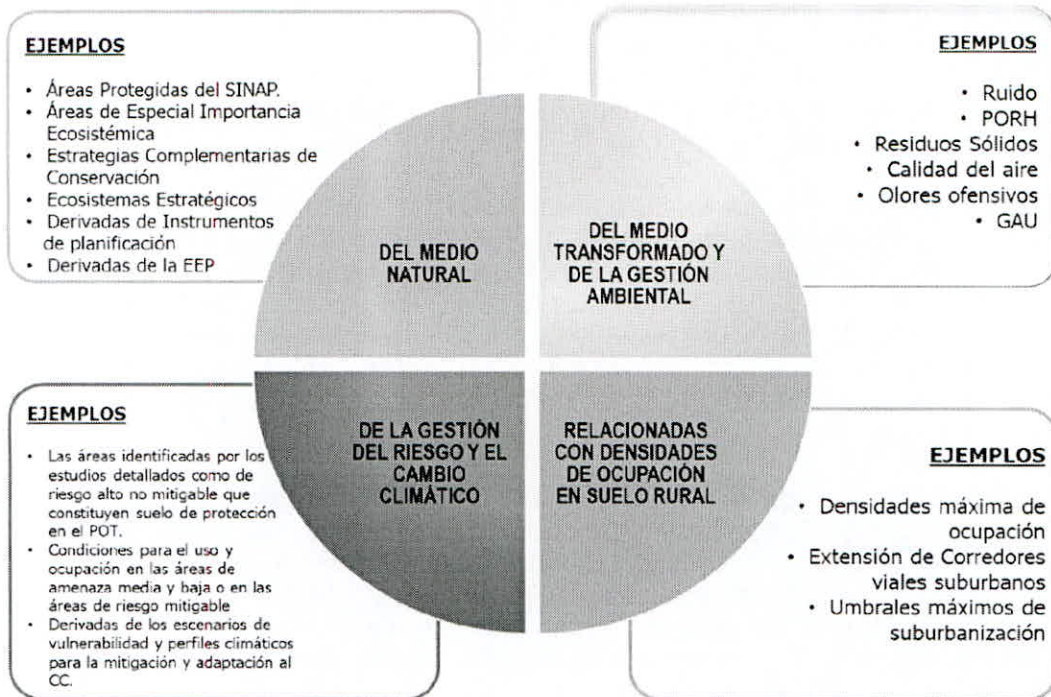 EJEMPLOS
• Áreas Protegidas del SINAP.
• Áreas de Especial Importancia
Ecosistémica
• Estrategias Complementarias de
Conservación
• Ecosistemas Estratégicos
• Derivadas de Instrumentos
de planificación
• Derivadas de la EEP
EJEMPLOS
• Ruido
• PORH
• Residuos Sólidos
• Calidad del aire
• Olores ofensivos
• GAU
DEL MEDIO
NATURAL
DEL MEDIO
TRANSFORMADO Y
DE LA GESTIÓN
AMBIENTAL
DE LA GESTIÓN
DEL RIESGO Y EL
CAMBIO
CLIMÁTICO
RELACIONADAS
CON DENSIDADES
DE OCUPACIÓN
EN SUELO RURAL
EJEMPLOS
• Las áreas identificadas por los
estudios detallados como de
riesgo alto no mitigable que
constituyen suelo de protección
en el POT.
• Condiciones para el uso y
ocupación en las áreas de
amenaza media y baja o en las
áreas de riesgo mitigable
• Derivadas de los escenarios de
vulnerabilidad y perfiles climáticos
para la mitigación y adaptación al
CC.
EJEMPLOS
• Densidades máxima de
ocupación
• Extensión de Corredores
viales suburbanos
• Umbrales máximos de
suburbanización